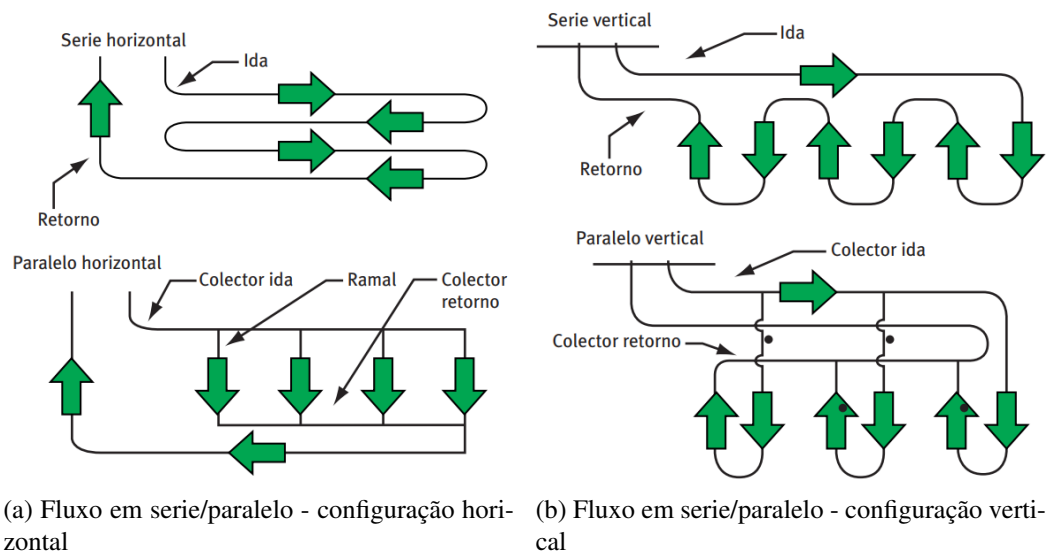 Serie horizontal
Ida
Retorno
Paralelo horizontal
Colector ida
Ramal
Colector
retorno
Serie vertical
Ida
Retorno
Paralelo vertical
Colector ida
Colector retorno
(a) Fluxo em serie/paralelo - configuração hori-
zontal
(b) Fluxo em serie/paralelo - configuração verti-
cal